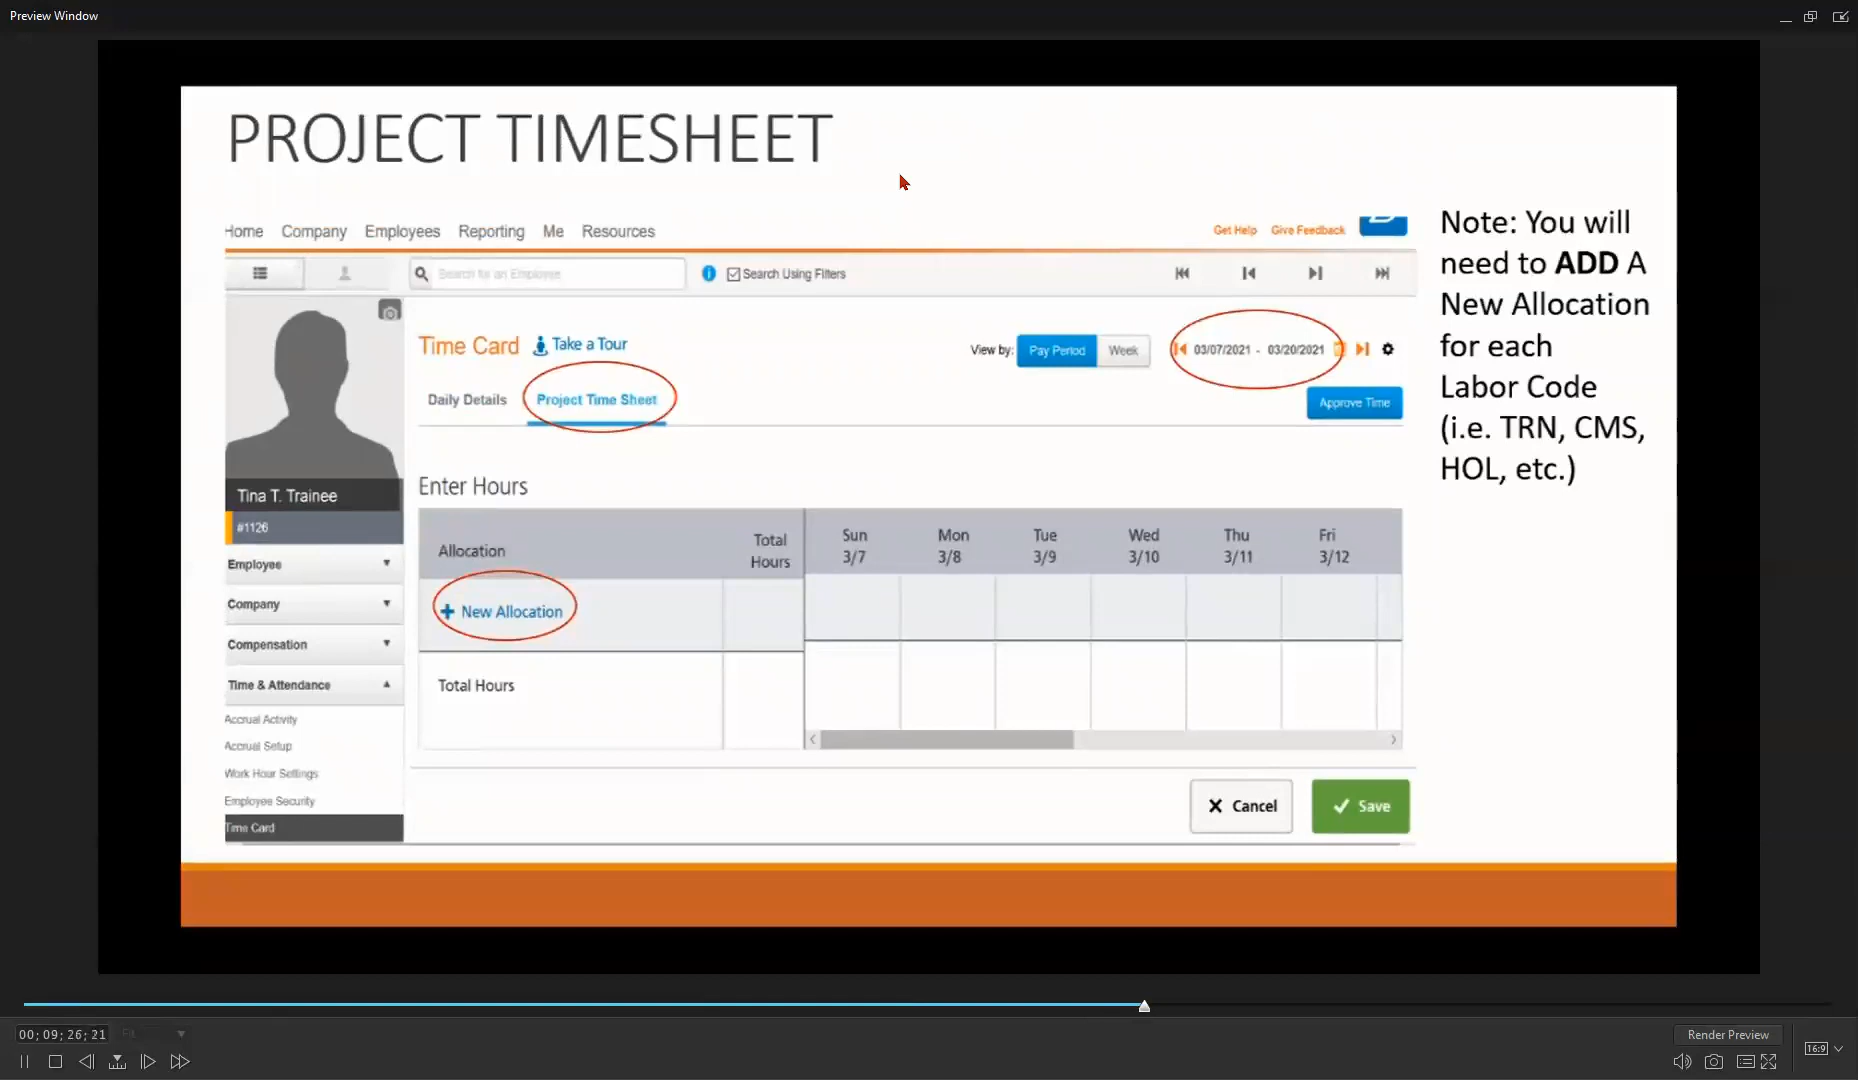 Preview Window
PROJECT TIMESHEET
Home Company Employees Reporting Me Resources
Get Help Give Feedback
Search for an Employee
Search Using Filters
Time Card Take a Tour
View by: Pay Period Week
03/07/2021 - 03/20/2021
Daily Details Project Time Sheet
Approve Time
Tina T. Trainee
#1126
Employee
Company
Compensation
Time & Attendance
Accrual Activity
Accrual Setup
Work Hour Settings
Employee Security
Time Card
Enter Hours
Allocation
Total
Hours
Sun Mon Tue Wed Thu Fri
3/7 3/8 3/9 3/10 3/11 3/12
+ New Allocation
Total Hours
Cancel
Save
Note: You will
need to ADD A
New Allocation
for each
Labor Code
(i.e. TRN, CMS,
HOL, etc.)
00; 09; 26; 21
Fit
Render Preview
16:9